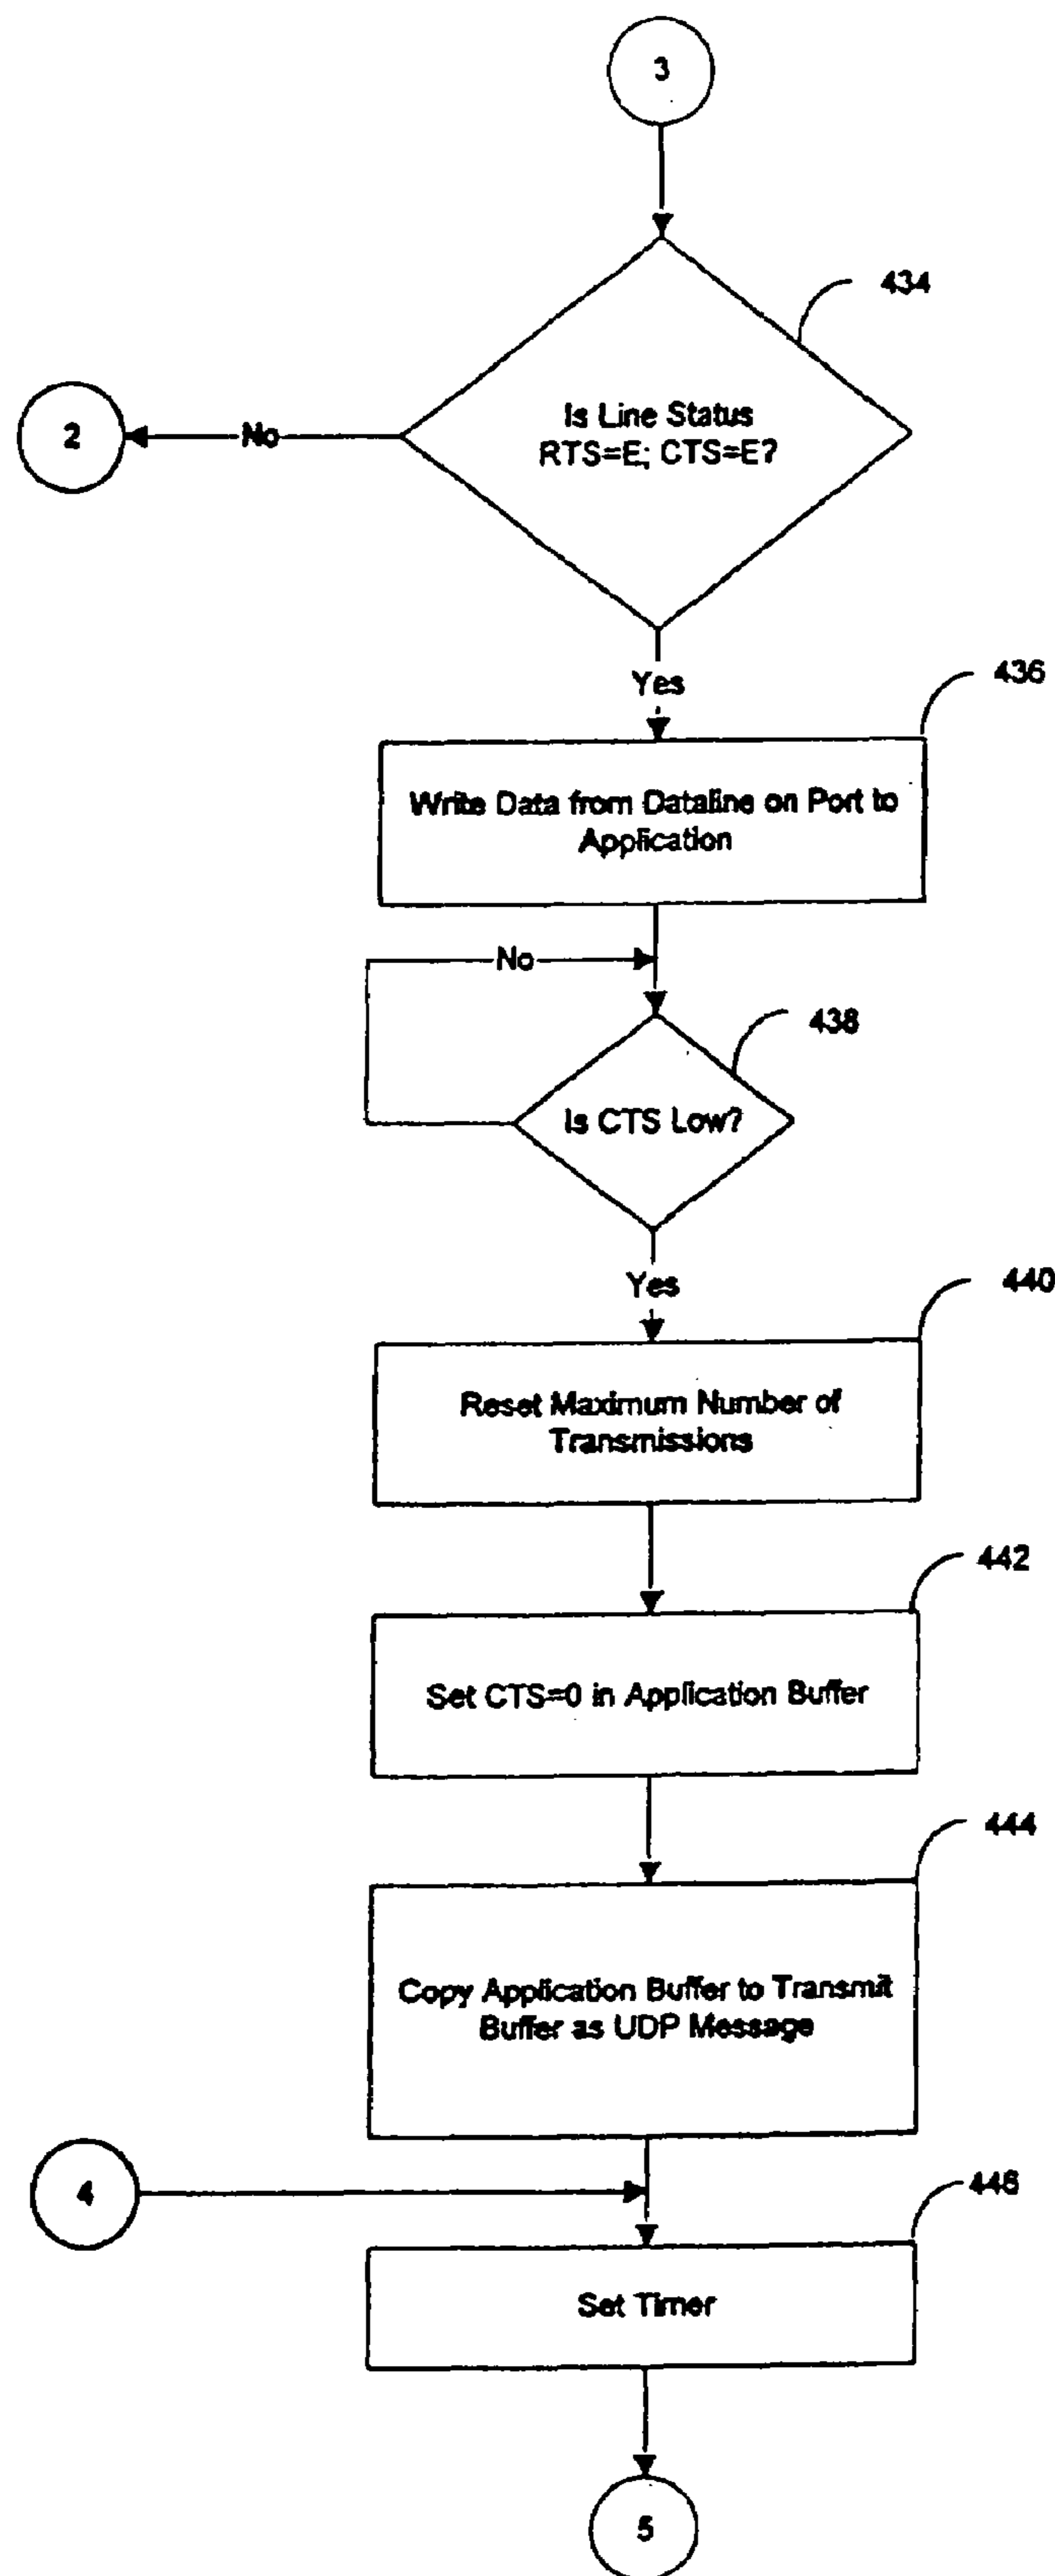 3
434
Is Line Status
RTS=E; CTS=E?
No
2
Yes
436
Write Data from Dataline on Port to
Application
No
438
Is CTS Low?
Yes
440
Reset Maximum Number of
Transmissions
442
Set CTS=0 in Application Buffer
444
Copy Application Buffer to Transmit
Buffer as UDP Message
4
446
Set Timer
5